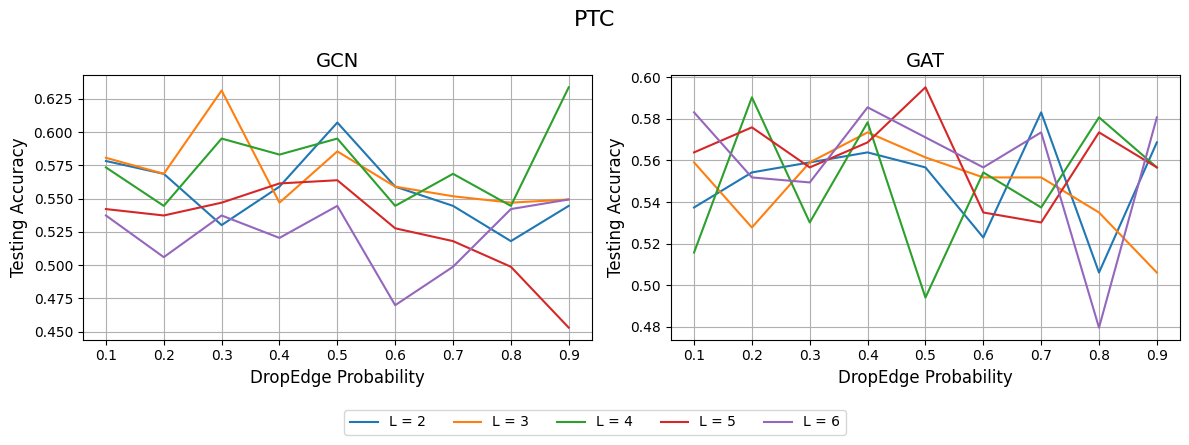 PTC
GCN
Testing Accuracy
0.625
0.600
0.575
0.550
0.525
0.500
0.475
0.450
0.1 0.2 0.3 0.4 0.5 0.6 0.7 0.8 0.9
DropEdge Probability
GAT
Testing Accuracy
0.60
0.58
0.56
0.54
0.52
0.50
0.48
0.1 0.2 0.3 0.4 0.5 0.6 0.7 0.8 0.9
DropEdge Probability
L = 2 L = 3 L = 4 L = 5 L = 6